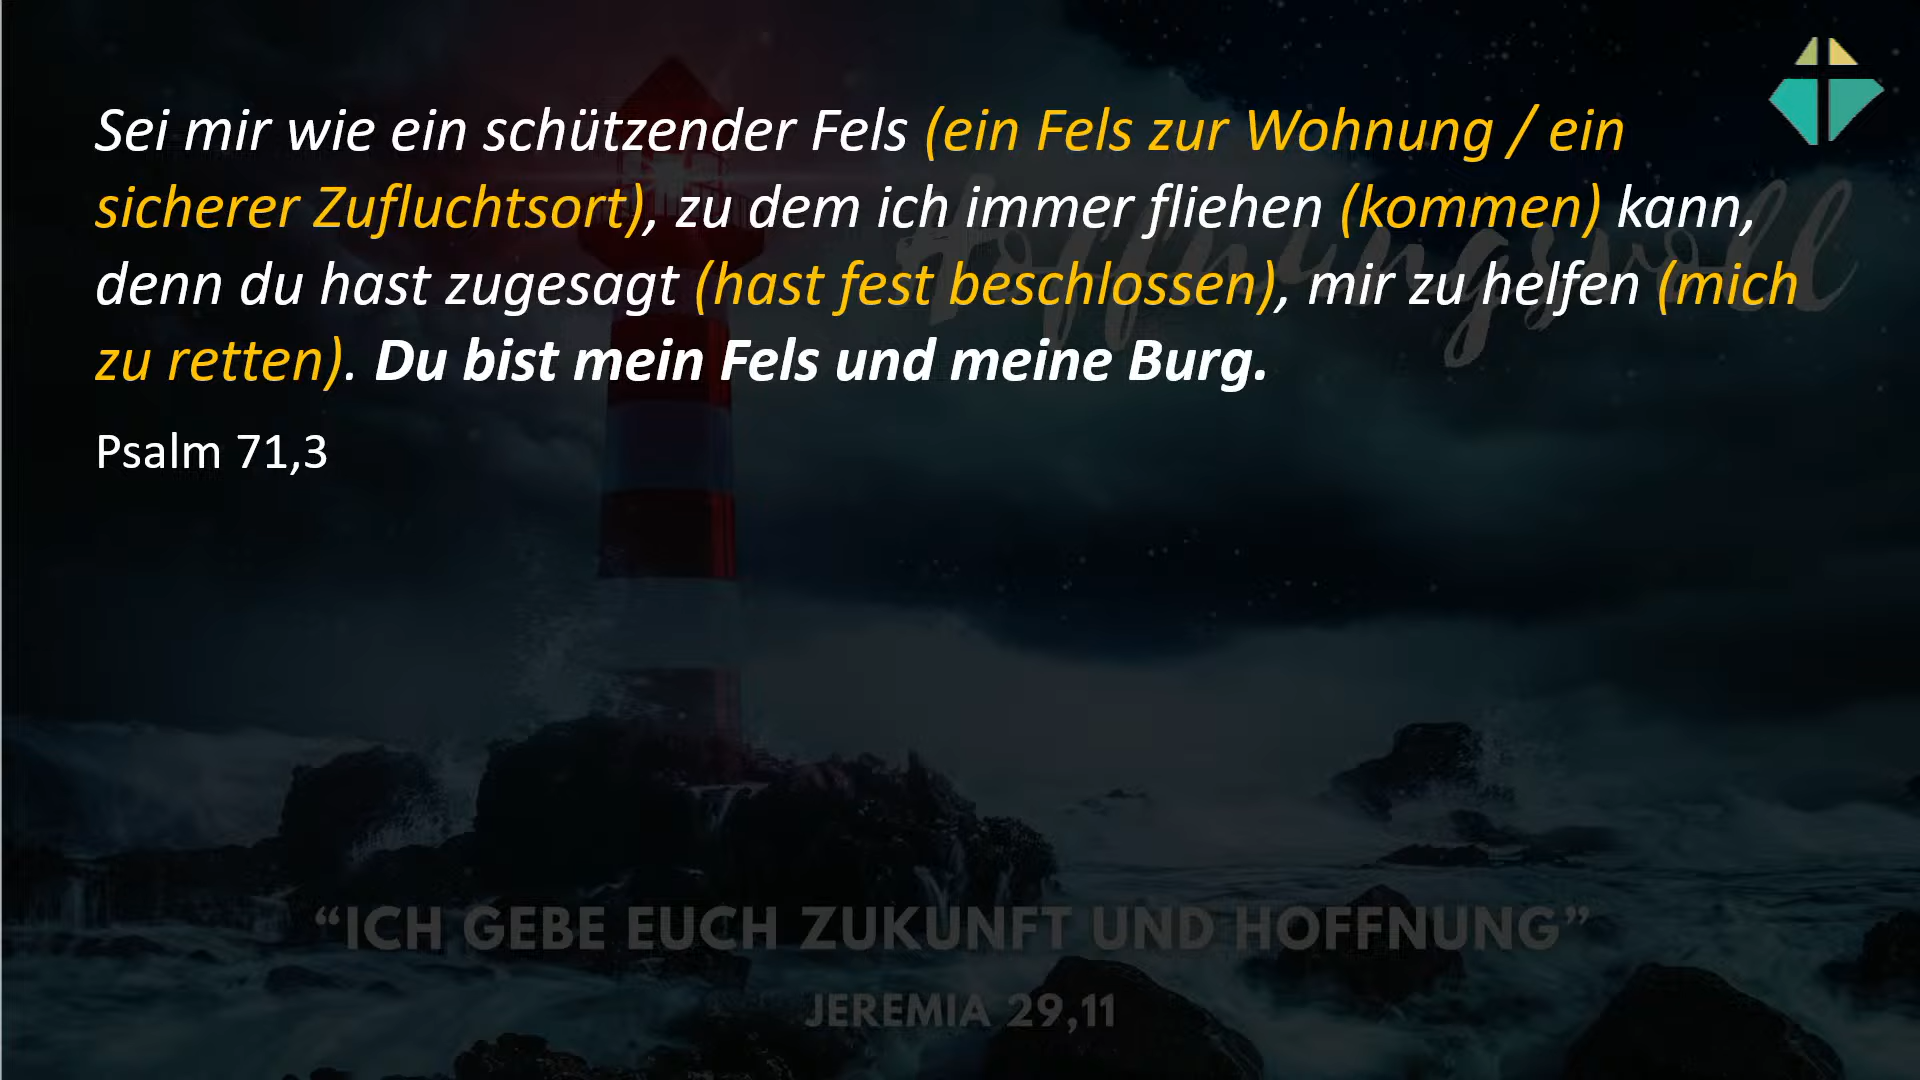 Sei mir wie ein schützender Fels (ein Fels zur Wohnung / ein
sicherer Zufluchtsort), zu dem ich immer fliehen (kommen) kann,
denn du hast zugesagt (hast fest beschlossen), mir zu helfen (mich
zu retten). Du bist mein Fels und meine Burg.
Psalm 71,3
Hoffnungsvoll
“ICH GEBE EUCH ZUKUNFT UND HOFFNUNG”
JEREMIA 29,11